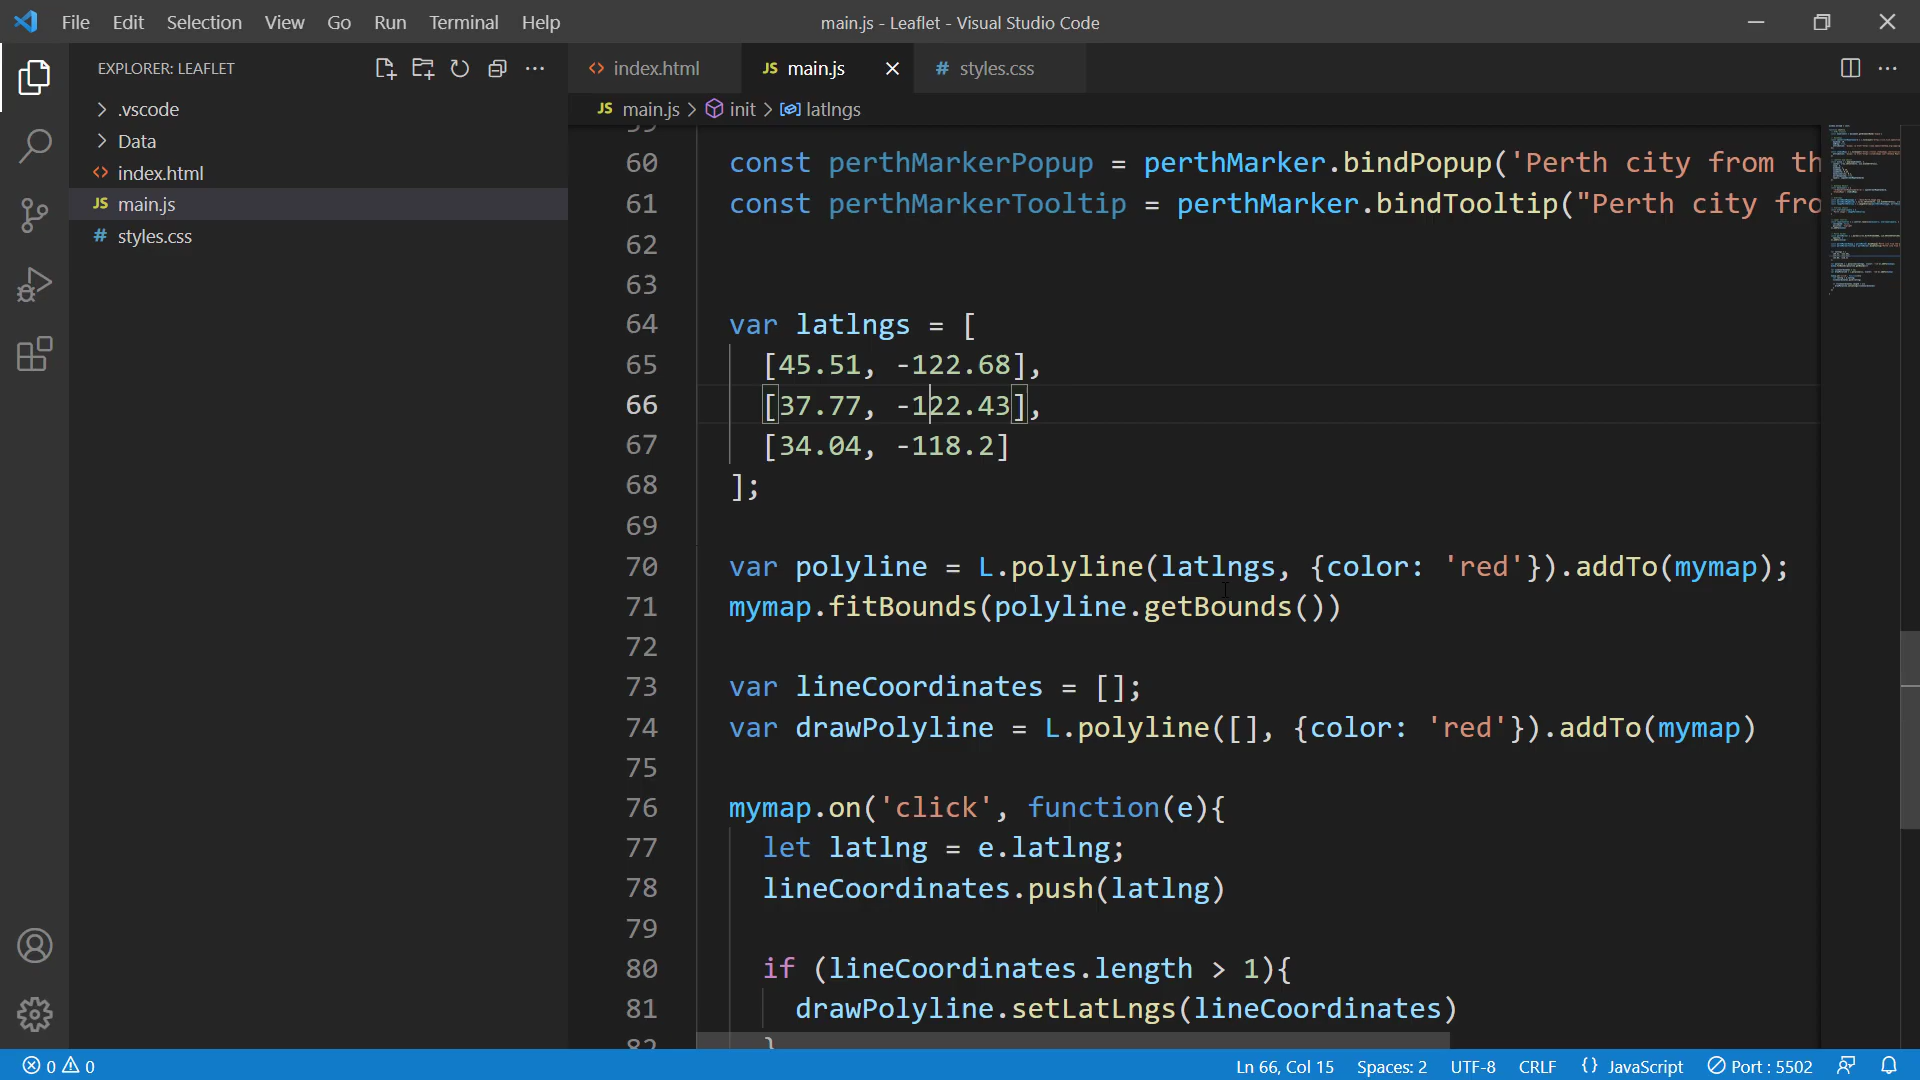 File Edit Selection View Go Run Terminal Help
main.js - Leaflet - Visual Studio Code
EXPLORER: LEAFLET
.vscode
Data
index.html
main.js
styles.css
index.html
main.js
styles.css
main.js > init > latlngs
60 const perthMarkerPopup = perthMarker.bindPopup('Perth city from th
61 const perthMarkerTooltip = perthMarker.bindTooltip("Perth city fro
62
63
64 var latlngs = [
65 [45.51, -122.68],
66 [37.77, -122.43],
67 [34.04, -118.2]
68 ];
69
70 var polyline = L.polyline(latlngs, {color: 'red'}).addTo(mymap);
71 mymap.fitBounds(polyline.getBounds())
72
73 var lineCoordinates = [];
74 var drawPolyline = L.polyline([], {color: 'red'}).addTo(mymap)
75
76 mymap.on('click', function(e){
77 let latlng = e.latlng;
78 lineCoordinates.push(latlng)
79
80 if (lineCoordinates.length > 1){
81 drawPolyline.setLatLngs(lineCoordinates)
82 }
0 0
Ln 66, Col 15 Spaces: 2 UTF-8 CRLF {} JavaScript Port : 5502